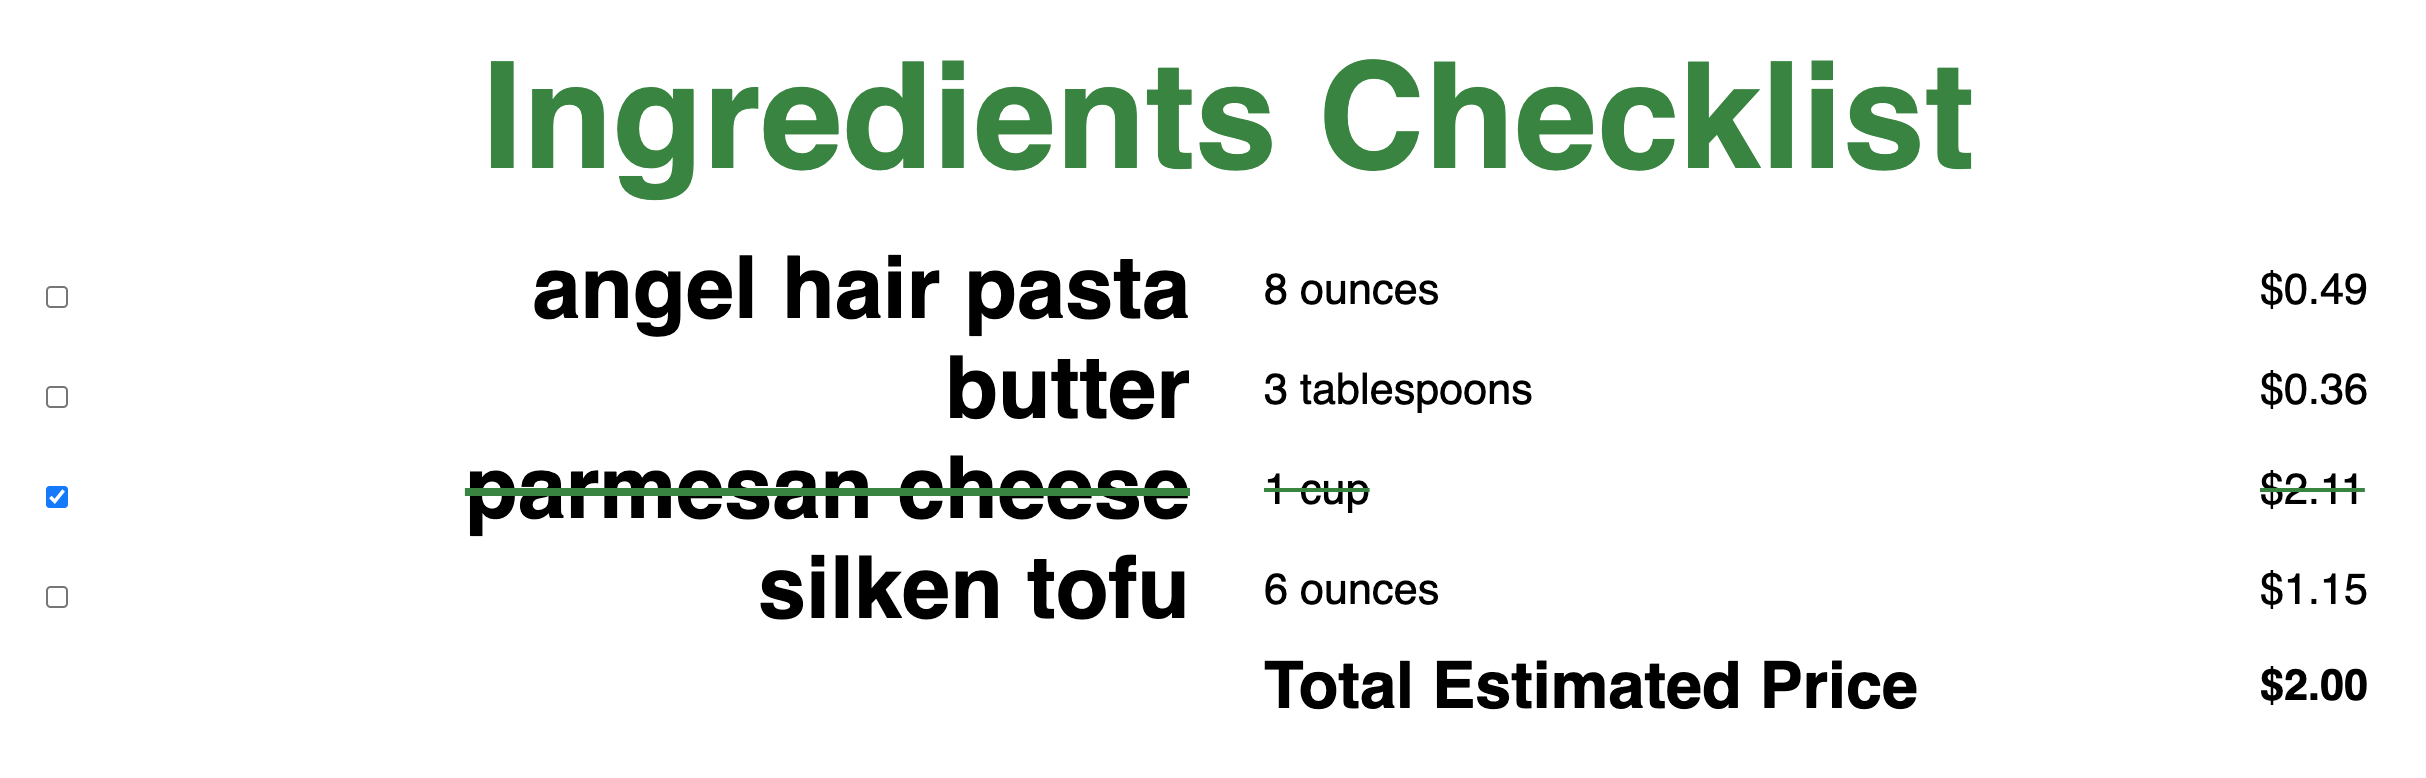 Ingredients Checklist
angel hair pasta 8 ounces $0.49
butter 3 tablespoons $0.36
parmesan cheese 1 cup $2.11
silken tofu 6 ounces $1.15
Total Estimated Price $2.00